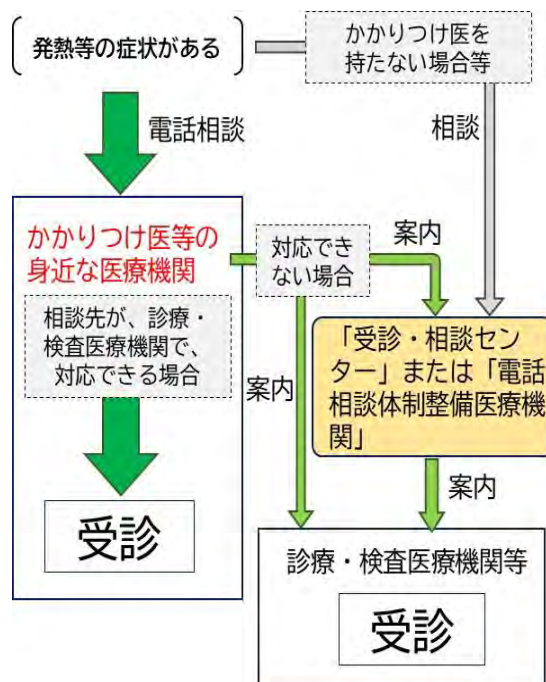 発熱等の症状がある
かかりつけ医を
持たない場合等
電話相談
相談
かかりつけ医等の
身近な医療機関
対応でき
ない場合
案内
相談先が、診療・
検査医療機関で、
対応できる場合
案内
「受診・相談セン
ター」または「電話
相談体制整備医療機
関」
案内
受診
診療・検査医療機関等
受診